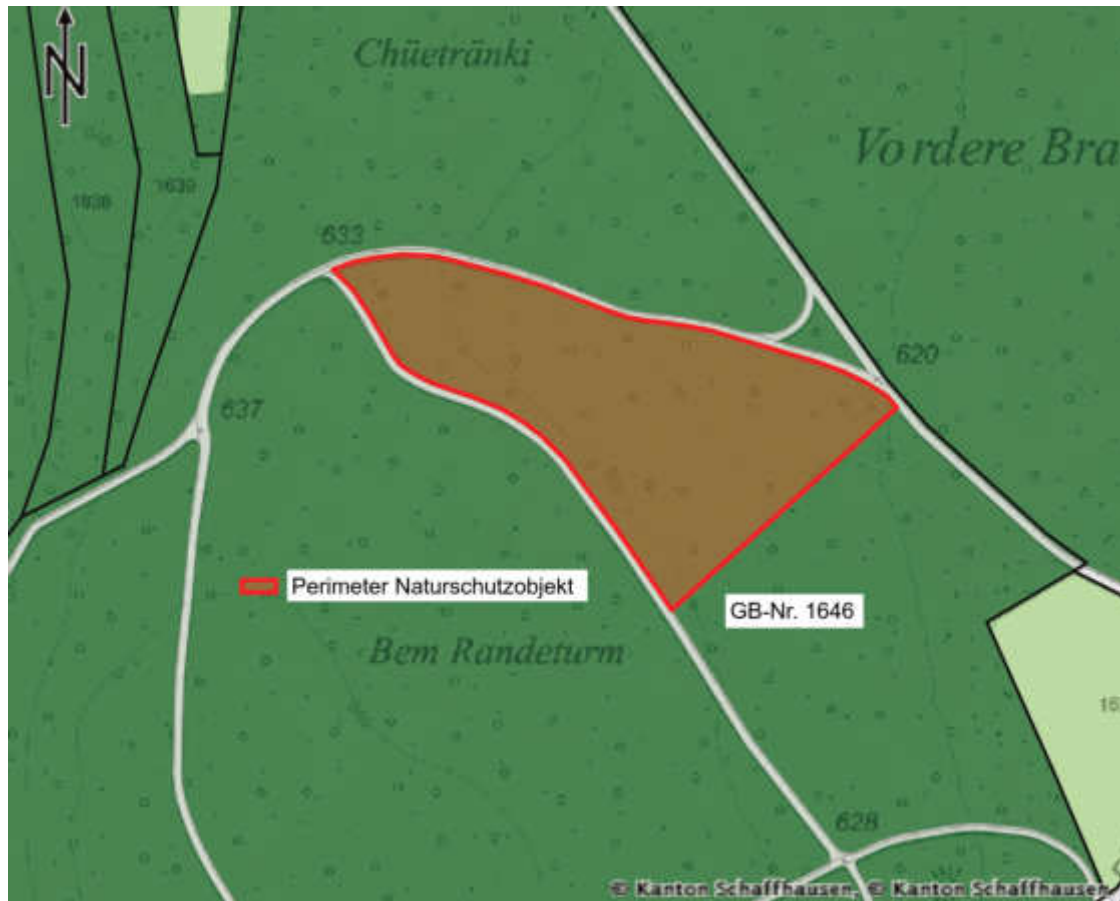 N
Chüetränki
Vordere Bra
1638
1639
633
620
637
Perimeter Naturschutzobjekt
GB-Nr. 1646
Bem Randeturm
16
628
© Kanton Schaffhausen, © Kanton Schaffhausen